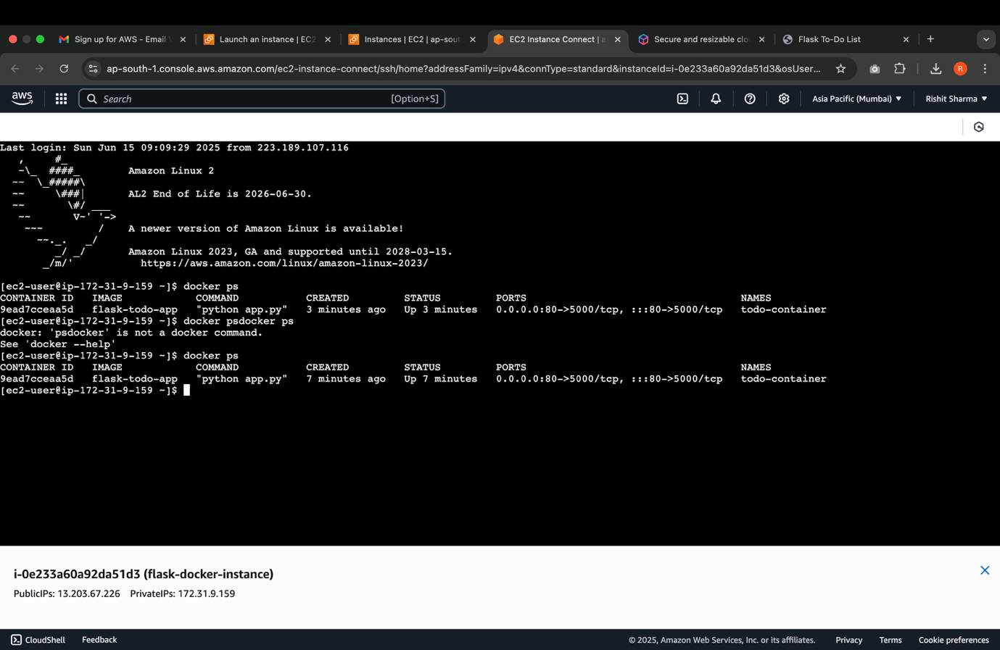 Sign up for AWS - Email
Launch an instance | EC2
Instances | EC2 | ap-sout
EC2 Instance Connect |
Secure and resizable clo
Flask To-Do List
ap-south-1.console.aws.amazon.com/ec2-instance-connect/ssh/home?addressFamily=ipv4&connType=standard&instanceId=i-0e233a60a92da51d3&osUser...
R
aws
Search
[Option+S]
Asia Pacific (Mumbai)
Rishit Sharma
Last login: Sun Jun 15 09:09:29 2025 from 223.189.107.116
   ,     #_
   ~\_  ####_        Amazon Linux 2
  ~~  \_#####\
  ~~     \###|       AL2 End of Life is 2026-06-30.
  ~~       \#/ ___
   ~~       V~' '->
    ~~~         /    A newer version of Amazon Linux is available!
      ~~._.   _/
         _/ _/       Amazon Linux 2023, GA and supported until 2028-03-15.
       _/m/'           https://aws.amazon.com/linux/amazon-linux-2023/
[ec2-user@ip-172-31-9-159 ~]$ docker ps
CONTAINER ID   IMAGE            COMMAND           CREATED         STATUS         PORTS                                   NAMES
9ead7cceaa5d   flask-todo-app   "python app.py"   3 minutes ago   Up 3 minutes   0.0.0.0:80->5000/tcp, :::80->5000/tcp   todo-container
[ec2-user@ip-172-31-9-159 ~]$ docker psdocker ps
docker: 'psdocker' is not a docker command.
See 'docker --help'
[ec2-user@ip-172-31-9-159 ~]$ docker ps
CONTAINER ID   IMAGE            COMMAND           CREATED         STATUS         PORTS                                   NAMES
9ead7cceaa5d   flask-todo-app   "python app.py"   7 minutes ago   Up 7 minutes   0.0.0.0:80->5000/tcp, :::80->5000/tcp   todo-container
[ec2-user@ip-172-31-9-159 ~]$
i-0e233a60a92da51d3 (flask-docker-instance)
PublicIPs: 13.203.67.226 PrivateIPs: 172.31.9.159
CloudShell
Feedback
© 2025, Amazon Web Services, Inc. or its affiliates.
Privacy
Terms
Cookie preferences